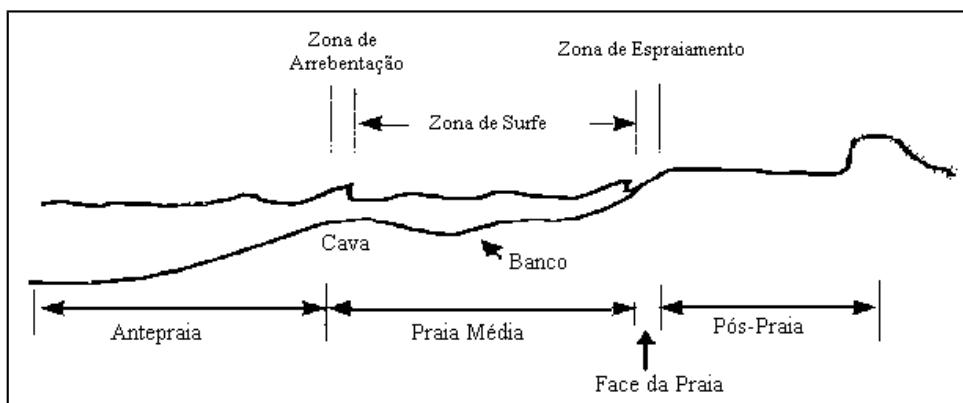 Zona de
Arrebentação
Zona de Espraiamento
Zona de Surfe
Cava
Banco
Antepraia
Praia Média
Pós-Praia
Face da Praia